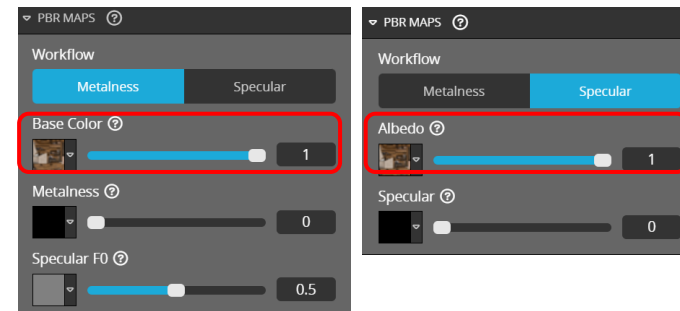 PBR MAPS
Workflow
Metalness Specular
Base Color
1
Metalness
0
Specular F0
0.5
PBR MAPS
Workflow
Metalness Specular
Albedo
1
Specular
0